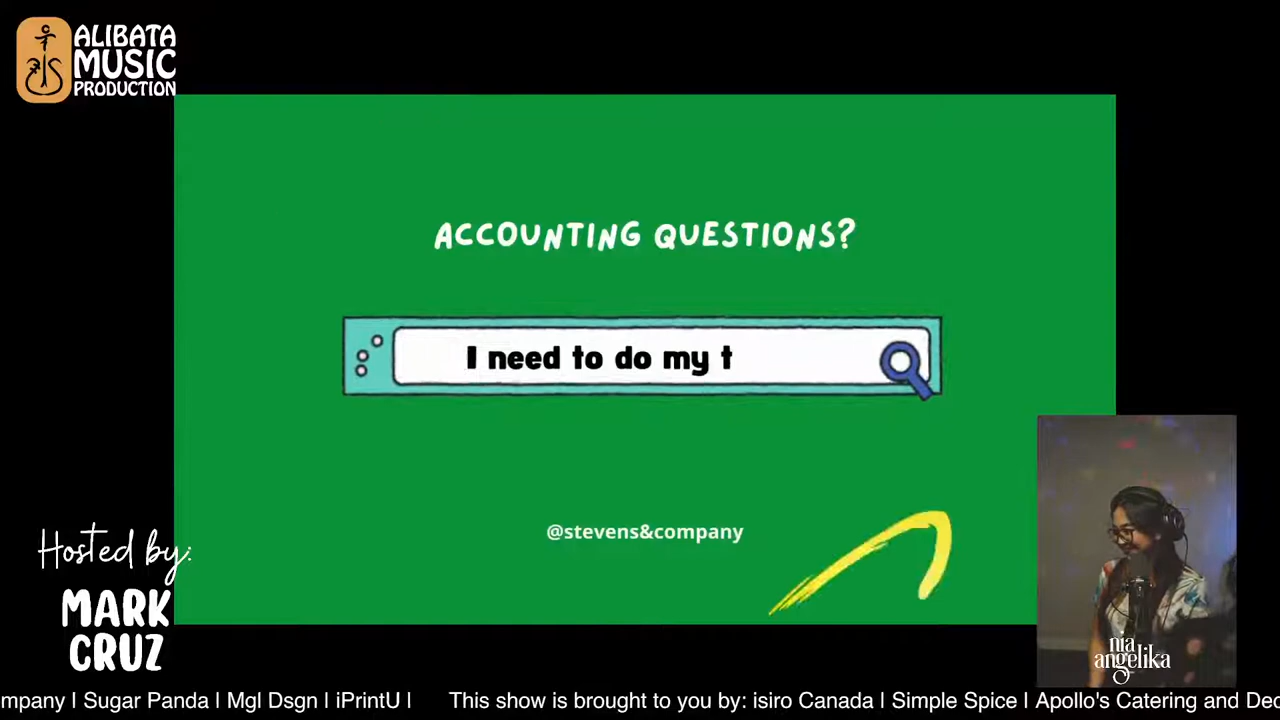 ALIBATA
MUSIC
PRODUCTION
ACCOUNTING QUESTIONS?
I need to do my t
@stevens&company
Hosted by:
MARK
CRUZ
nia
angelika
mpany | Sugar Panda | Mgl Dsgn | iPrintU | This show is brought to you by: isiro Canada | Simple Spice | Apollo's Catering and Dec